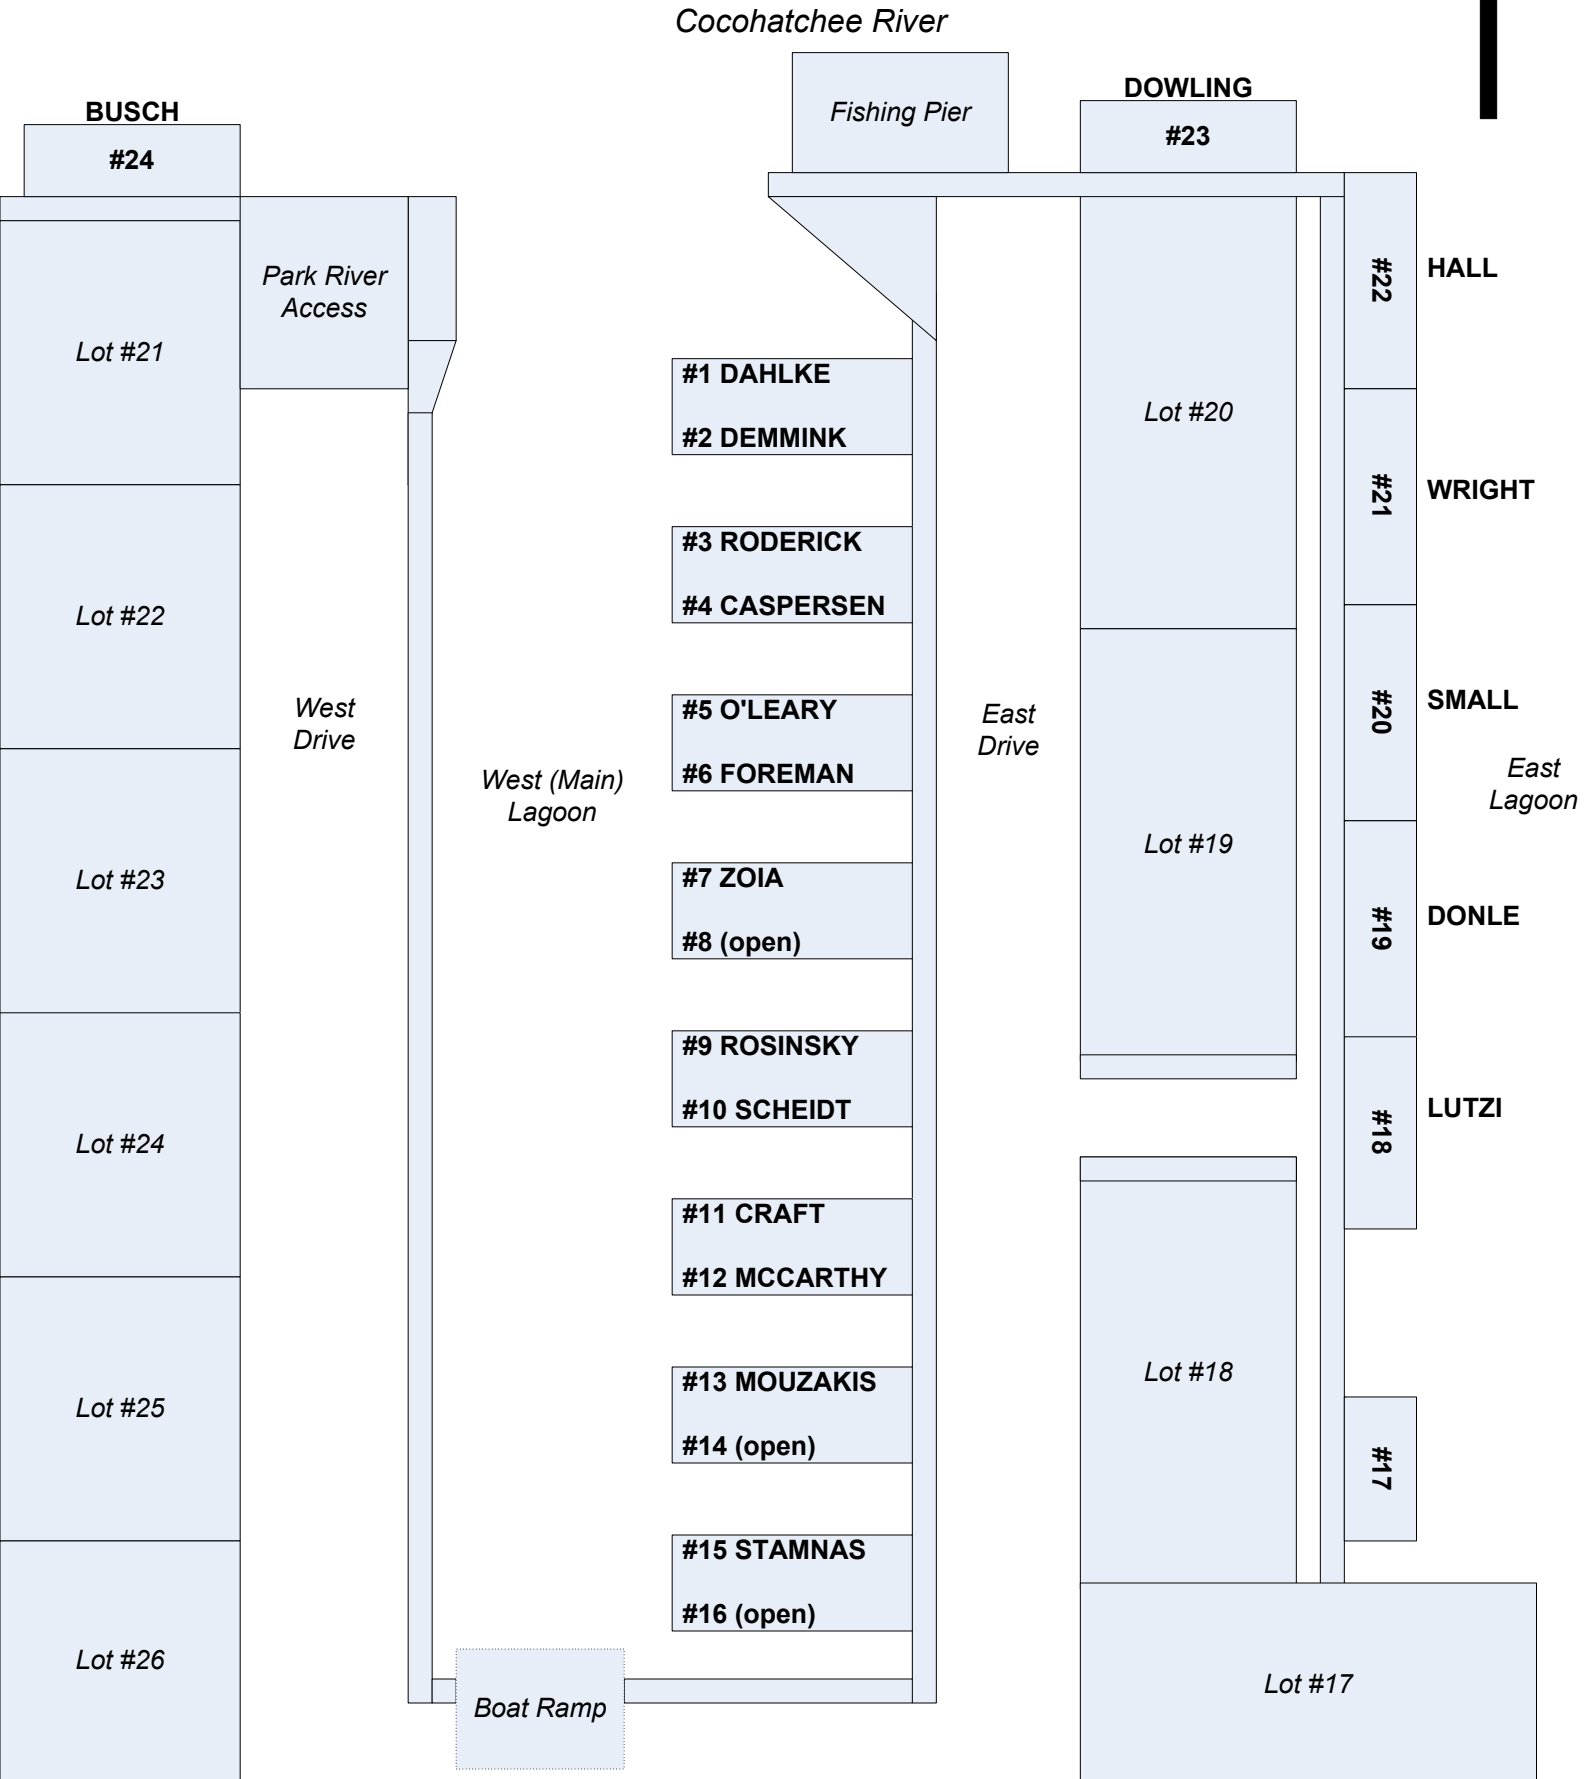 Cocohatchee River
BUSCH
#24
Fishing Pier
DOWLING
#23
Park River
Access
Lot #21
Lot #22
Lot #23
Lot #24
Lot #25
Lot #26
West
Drive
West (Main)
Lagoon
Boat Ramp
#1 DAHLKE
#2 DEMMINK
#3 RODERICK
#4 CASPERSEN
#5 O'LEARY
#6 FOREMAN
#7 ZOIA
#8 (open)
#9 ROSINSKY
#10 SCHEIDT
#11 CRAFT
#12 MCCARTHY
#13 MOUZAKIS
#14 (open)
#15 STAMNAS
#16 (open)
East
Drive
Lot #20
Lot #19
Lot #18
Lot #17
#22
HALL
#21
WRIGHT
#20
SMALL
#19
DONLE
#18
LUTZI
#17
East
Lagoon